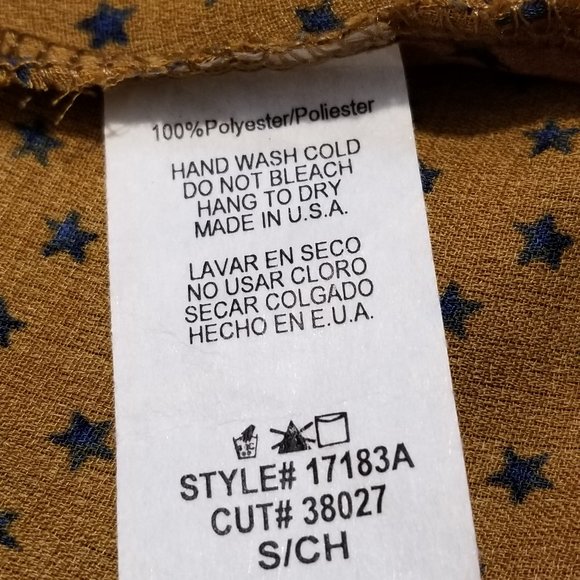 100%Polyester/Poliester
HAND WASH COLD
DO NOT BLEACH
HANG TO DRY
MADE IN U.S.A.
LAVAR EN SECO
NO USAR CLORO
SECAR COLGADO
HECHO EN E.U.A.
STYLE# 17183A
CUT# 38027
S/CH